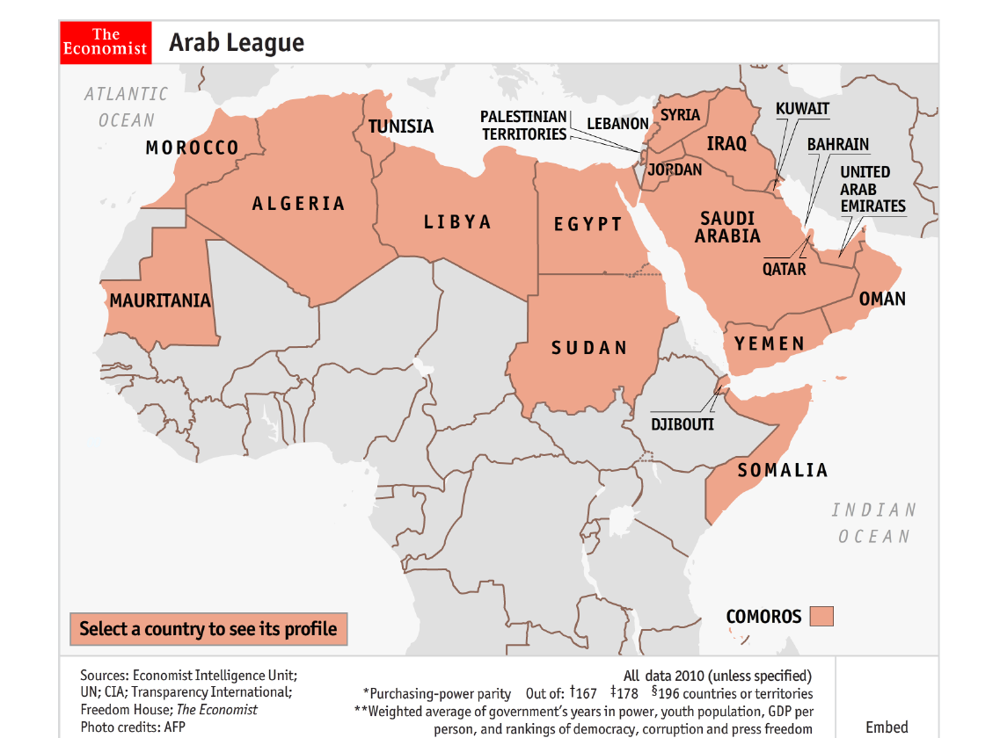 The
Economist
Arab League
ATLANTIC
OCEAN
MOROCCO
TUNISIA
PALESTINIAN
TERRITORIES
LEBANON
SYRIA
KUWAIT
IRAQ
BAHRAIN
JORDAN
UNITED
ARAB
EMIRATES
ALGERIA
LIBYA
EGYPT
SAUDI
ARABIA
QATAR
MAURITANIA
OMAN
SUDAN
YEMEN
DJIBOUTI
SOMALIA
INDIAN
OCEAN
COMOROS
Select a country to see its profile
Sources: Economist Intelligence Unit;
UN; CIA; Transparency International;
Freedom House; The Economist
Photo credits: AFP
All data 2010 (unless specified)
*Purchasing-power parity Out of: †167 ‡178 §196 countries or territories
**Weighted average of government's years in power, youth population, GDP per
person, and rankings of democracy, corruption and press freedom
Embed